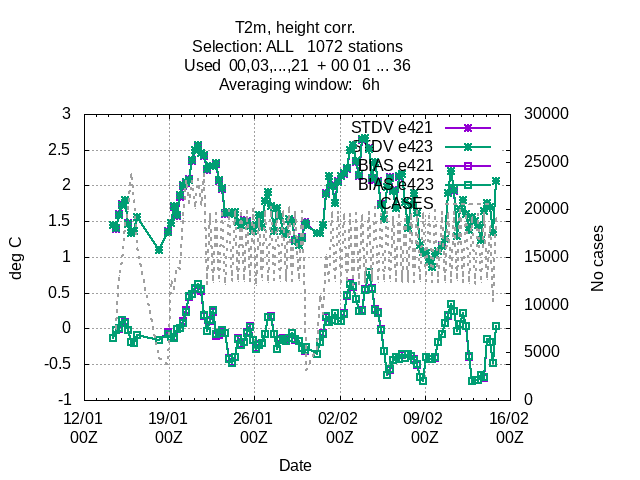 T2m, height corr.
Selection: ALL   1072 stations
Used  00,03,...,21  + 00 01 ... 36
Averaging window:  6h
deg C
3
2.5
2
1.5
1
0.5
0
-0.5
-1
STDV e421
STDV e423
BIAS e421
BIAS e423
CASES
30000
25000
20000
15000
10000
5000
0
No cases
12/01 19/01 26/01 02/02 09/02 16/02
00Z 00Z 00Z 00Z 00Z 00Z
Date